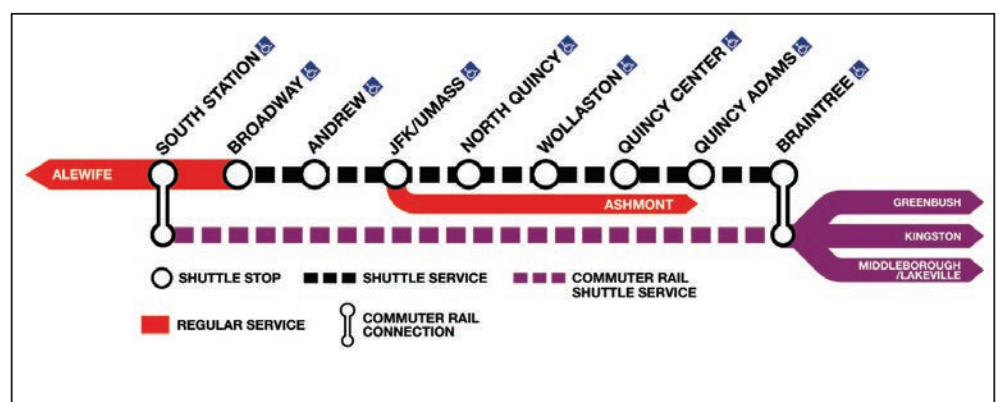 SOUTH STATION
BROADWAY
ANDREW
JFK/UMASS
NORTH QUINCY
WOLLASTON
QUINCY CENTER
QUINCY ADAMS
BRAINTREE
ALEWIFE
ASHMONT
GREENBUSH
KINGSTON
MIDDLEBOROUGH
/LAKEVILLE
SHUTTLE STOP
SHUTTLE SERVICE
COMMUTER RAIL
SHUTTLE SERVICE
REGULAR SERVICE
COMMUTER RAIL
CONNECTION